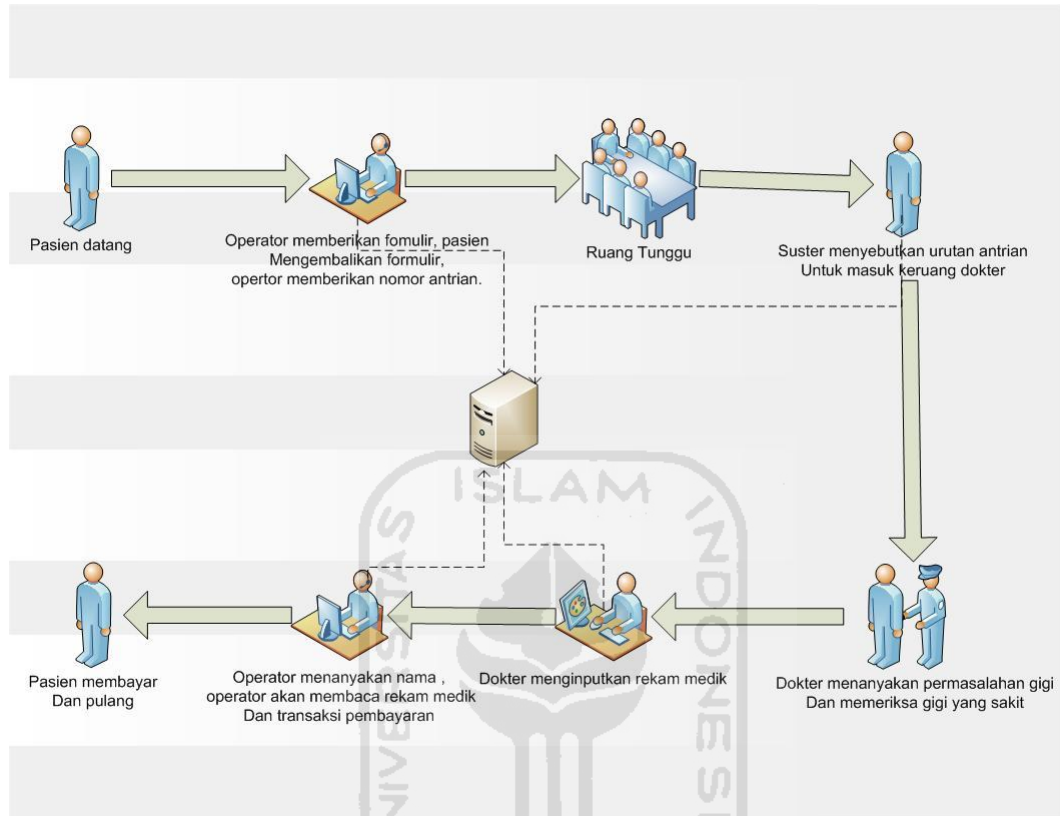 Pasien datang
Operator memberikan fomulir, pasien
Mengembalikan formulir,
opertor memberikan nomor antrian.
Ruang Tunggu
Suster menyebutkan urutan antrian
Untuk masuk keruang dokter
Pasien membayar
Dan pulang
Operator menanyakan nama ,
operator akan membaca rekam medik
Dan transaksi pembayaran
Dokter menginputkan rekam medik
Dokter menanyakan permasalahan gigi
Dan memeriksa gigi yang sakit
ISLAM